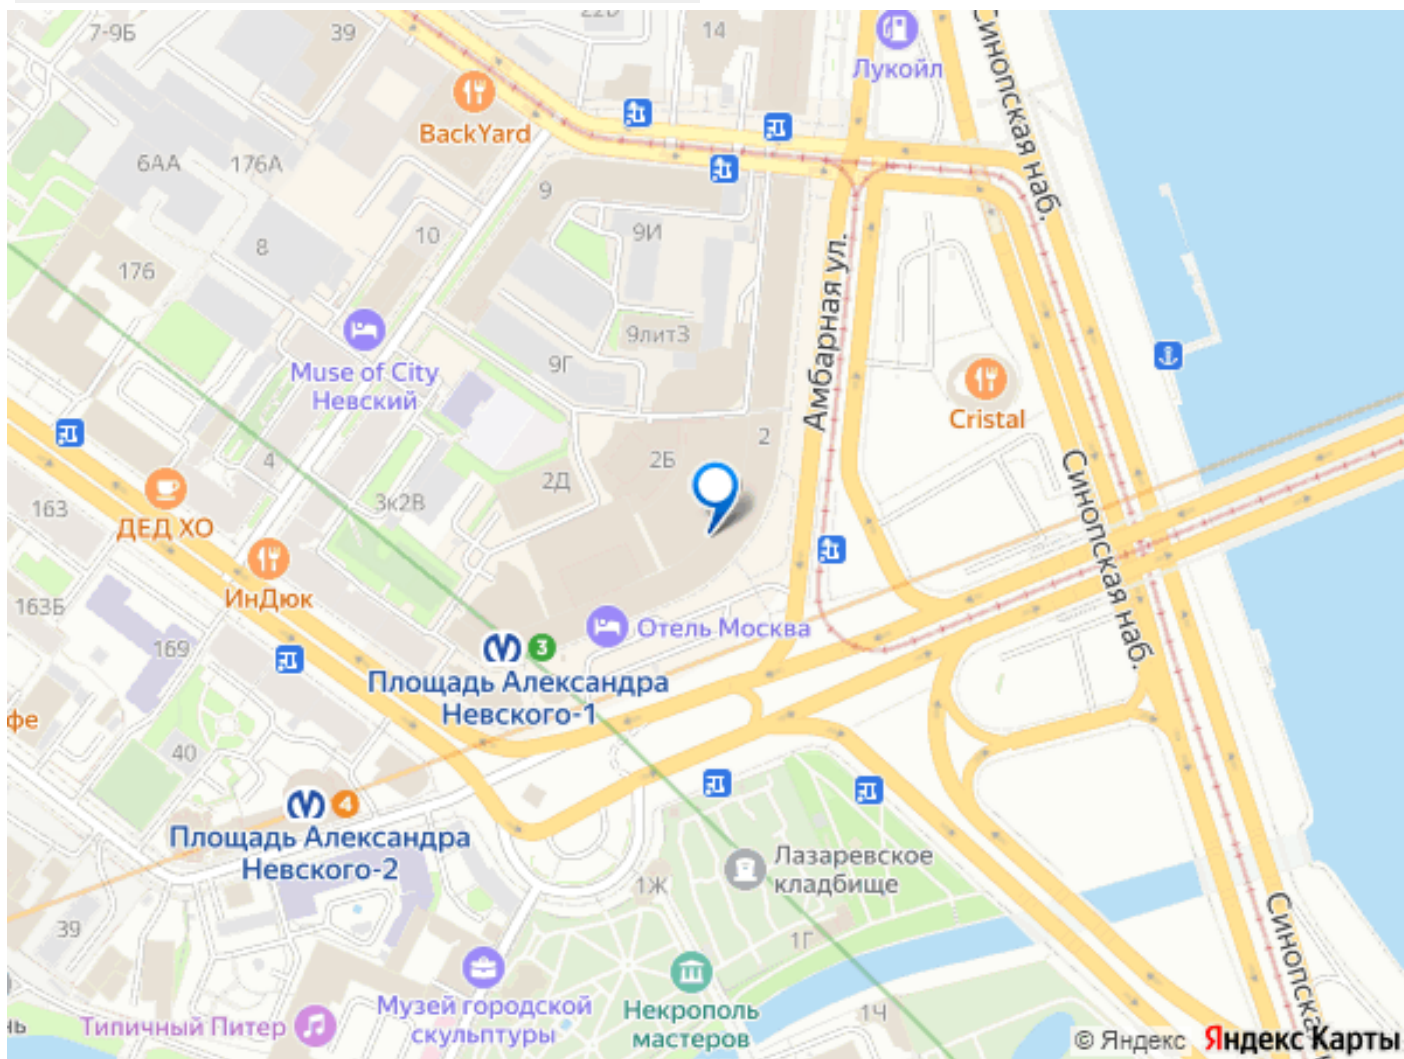 22D
7-9Б
39
14
Лукойл
Синопская наб.
BackYard
6АА
176А
9
9И
10
8
176
Амбарная ул.
9литЗ
9Г
Muse of City
Невский
Cristal
2
4
2Б
2Д
3к2В
163
ДЕД ХО
Синопская наб.
ИнДюк
163Б
169
Отель Москва
3
Площадь Александра
Невского-1
фе
40
4
Площадь Александра
Невского-2
Лазаревское
кладбище
1Ж
39
1Г
Синопска
Музей городской
скульптуры
Некрополь
мастеров
1Ч
нь
Типичный Питер
© Яндекс Яндекс Карты